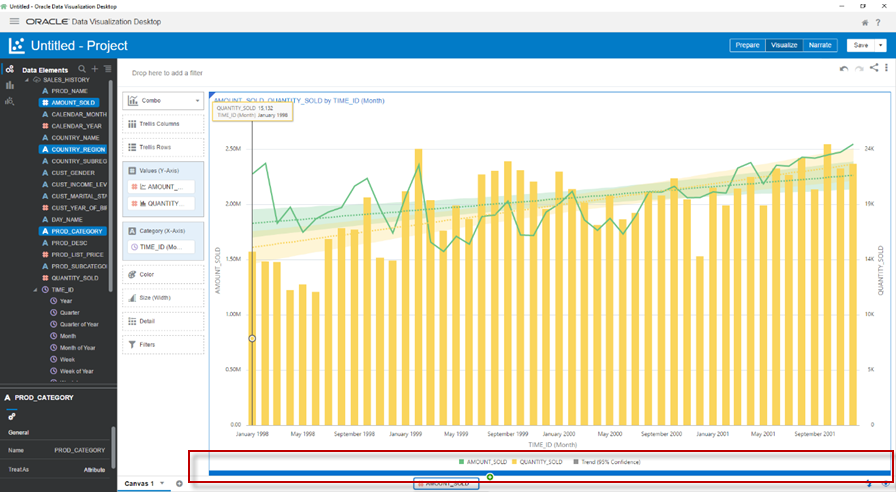 Untitled - Oracle Data Visualization Desktop
ORACLE Data Visualization Desktop
Untitled - Project
Prepare Visualize Narrate Save
Data Elements
SALES_HISTORY
PROD_NAME
AMOUNT_SOLD
CALENDAR_MONTH
CALENDAR_YEAR
COUNTRY_NAME
COUNTRY_REGION
COUNTRY_SUBREG
CUST_GENDER
CUST_INCOME_LEV
CUST_MARITAL_STA
CUST_YEAR_OF_BI
DAY_NAME
PROD_CATEGORY
PROD_DESC
PROD_LIST_PRICE
PROD_SUBCATEGO
QUANTITY_SOLD
TIME_ID
Year
Quarter
Quarter of Year
Month
Month of Year
Week
Week of Year
PROD_CATEGORY
General
Name PROD_CATEGORY
Treat As Attribute
Drop here to add a filter
Combo
Trellis Columns
Trellis Rows
Values (Y-Axis)
AMOUNT_...
QUANTITY...
Category (X-Axis)
TIME_ID (Mo...
Color
Size (Width)
Detail
Filters
AMOUNT_SOLD, QUANTITY_SOLD by TIME_ID (Month)
QUANTITY_SOLD 15,132
TIME_ID (Month) January 1998
2.50M
2.00M
1.50M
1.00M
0.50M
0.00
AMOUNT_SOLD
24K
19K
14K
10K
5K
0
QUANTITY_SOLD
January 1998 May 1998 September 1998 January 1999 May 1999 September 1999 January 2000 May 2000 September 2000 January 2001 May 2001 September 2001
TIME_ID (Month)
AMOUNT_SOLD QUANTITY_SOLD Trend (95% Confidence)
Canvas 1
AMOUNT_SOLD